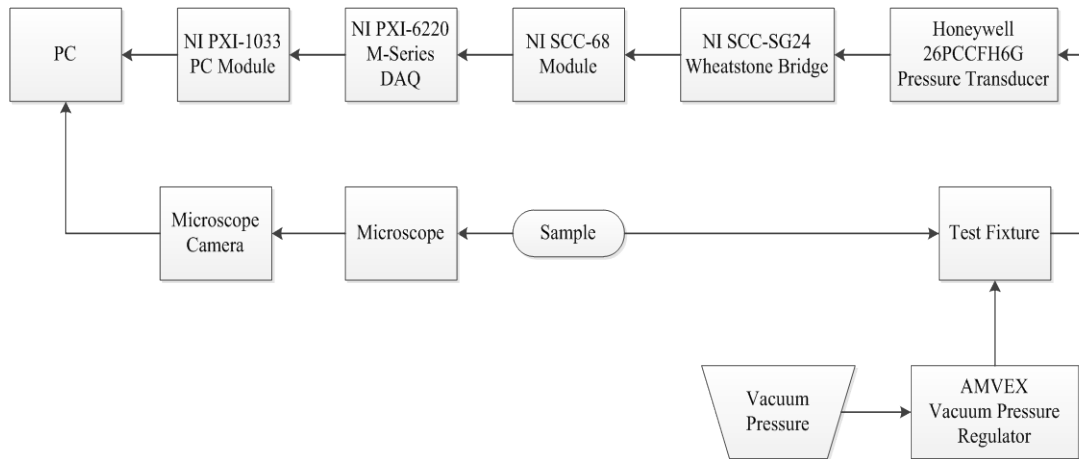 PC
NI PXI-1033
PC Module
NI PXI-6220
M-Series
DAQ
NI SCC-68
Module
NI SCC-SG24
Wheatstone Bridge
Honeywell
26PCCFH6G
Pressure Transducer
Microscope
Camera
Microscope
Sample
Test Fixture
Vacuum
Pressure
AMVEX
Vacuum Pressure
Regulator